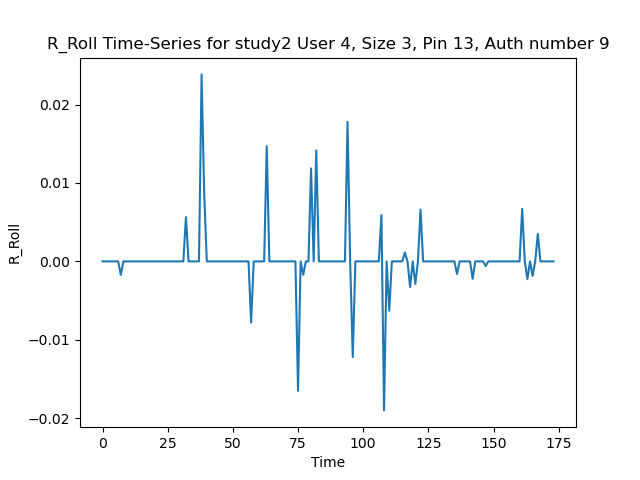 R_Roll Time-Series for study2 User 4, Size 3, Pin 13, Auth number 9
0.02
0.01
0.00
−0.01
−0.02
R_Roll
0 25 50 75 100 125 150 175
Time